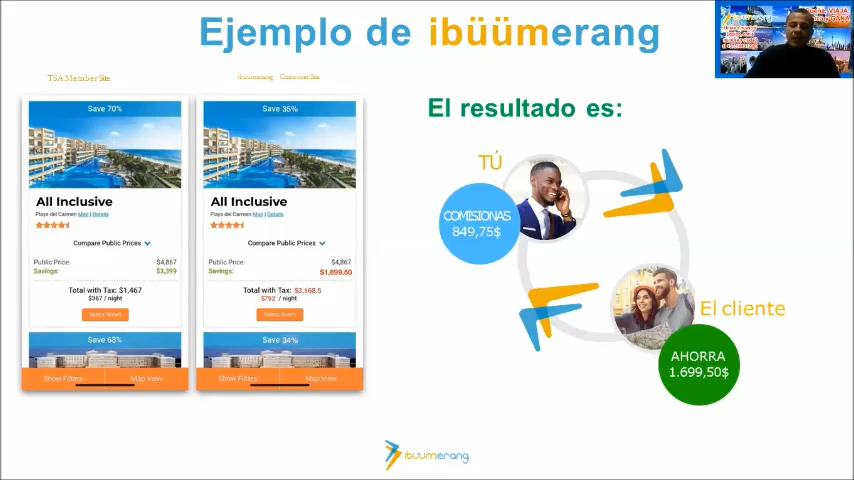 Ejemplo de ibüümerang
TSA Member Site
ibuumerang Customer Site
Save 70%
All Inclusive
Playa del Carmen Map | Details
Compare Public Prices
Public Price: $4,867
Savings: $3,399
Total with Tax: $1,467
$367 / night
Select Room
Save 68%
Show Filters Map View
Save 35%
All Inclusive
Playa del Carmen Map | Details
Compare Public Prices
Public Price: $4,867
Savings: $1,699.50
Total with Tax: $3,168.5
$792 / night
Select Room
Save 34%
Show Filters Map View
El resultado es:
TÚ
COMISIONAS
849,75$
El cliente
AHORRA
1.699,50$
ibuumerang